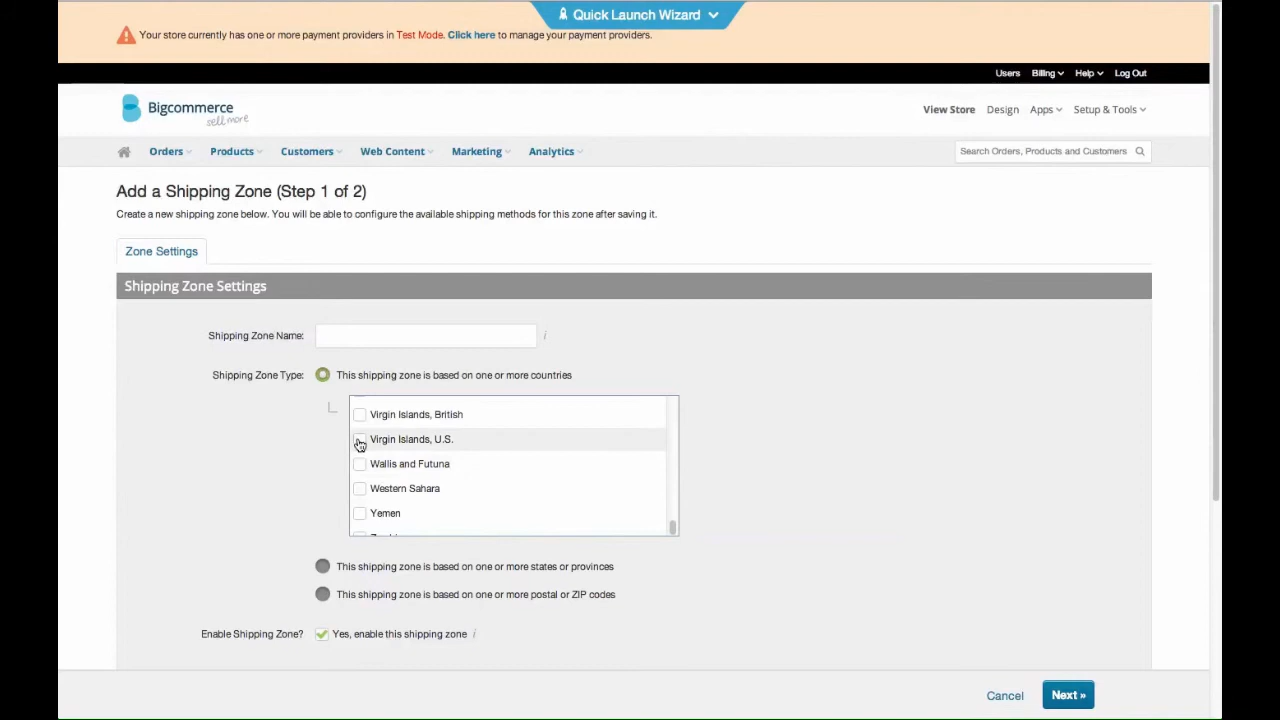 Quick Launch Wizard
Your store currently has one or more payment providers in Test Mode. Click here to manage your payment providers.
Users Billing Help Log Out
Bigcommerce
sell more
View Store Design Apps Setup & Tools
Orders Products Customers Web Content Marketing Analytics Search Orders, Products and Customers
Add a Shipping Zone (Step 1 of 2)
Create a new shipping zone below. You will be able to configure the available shipping methods for this zone after saving it.
Zone Settings
Shipping Zone Settings
Shipping Zone Name: i
Shipping Zone Type: This shipping zone is based on one or more countries
Virgin Islands, British
Virgin Islands, U.S.
Wallis and Futuna
Western Sahara
Yemen
This shipping zone is based on one or more states or provinces
This shipping zone is based on one or more postal or ZIP codes
Enable Shipping Zone? Yes, enable this shipping zone i
Cancel Next »